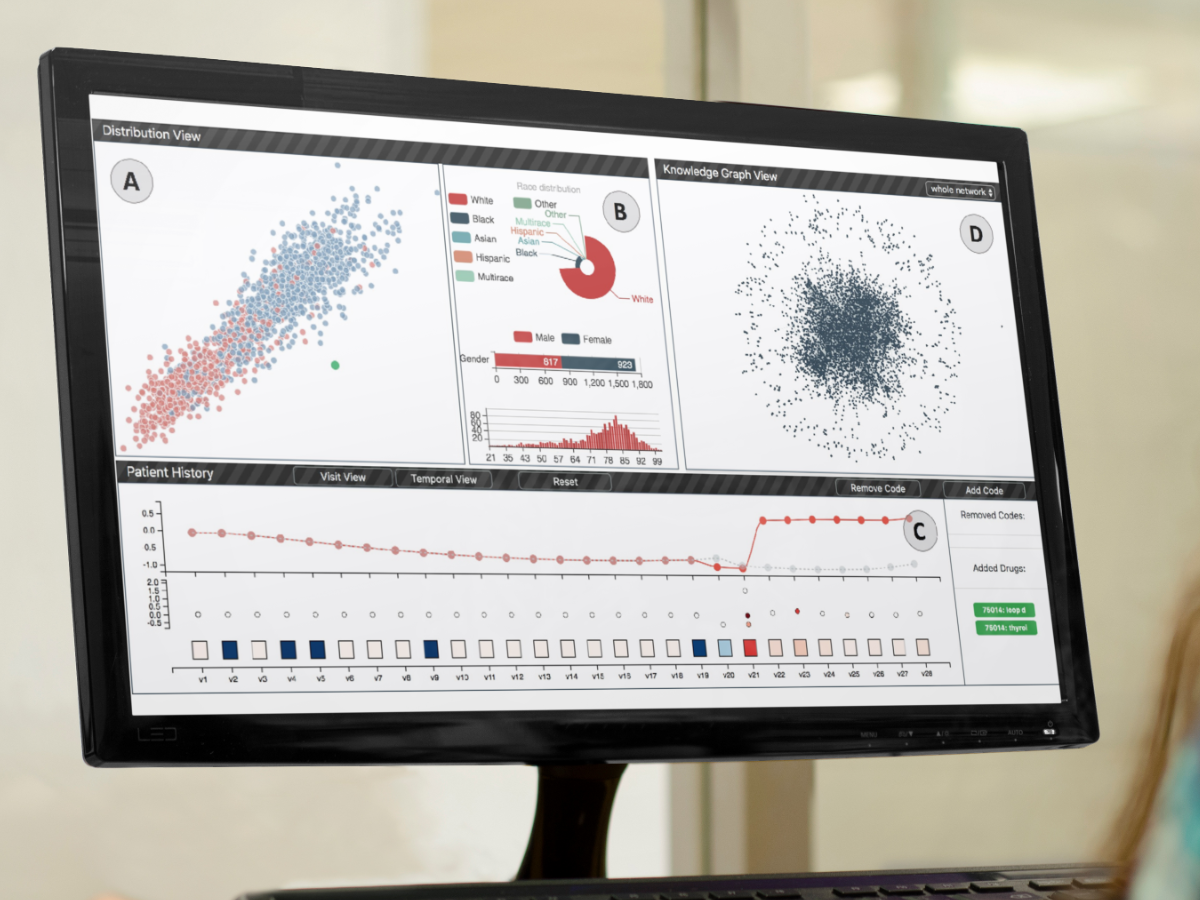 Distribution View
A
Race distribution
White
Other
Black
Asian
Hispanic
Multirace
Other
Multirace
Hispanic
Asian
Black
White
B
Male
Female
Gender
617
923
0 300 600 900 1,200 1,500 1,800
80
60
40
20
21 35 43 50 57 64 71 78 85 92 99
Knowledge Graph View
whole network
D
Patient History
Visit View
Temporal View
Reset
Remove Code
Add Code
0.5
0.0
0.5
-1.0
C
2.0
1.5
1.0
0.5
0.0
-0.5
v1 v2 v3 v4 v5 v6 v7 v8 v9 v10 v11 v12 v13 v14 v15 v16 v17 v18 v19 v20 v21 v22 v23 v24 v25 v26 v27 v28
Removed Codes:
Added Drugs:
75014: loop d
75014: thyroi
MENU
AUTO